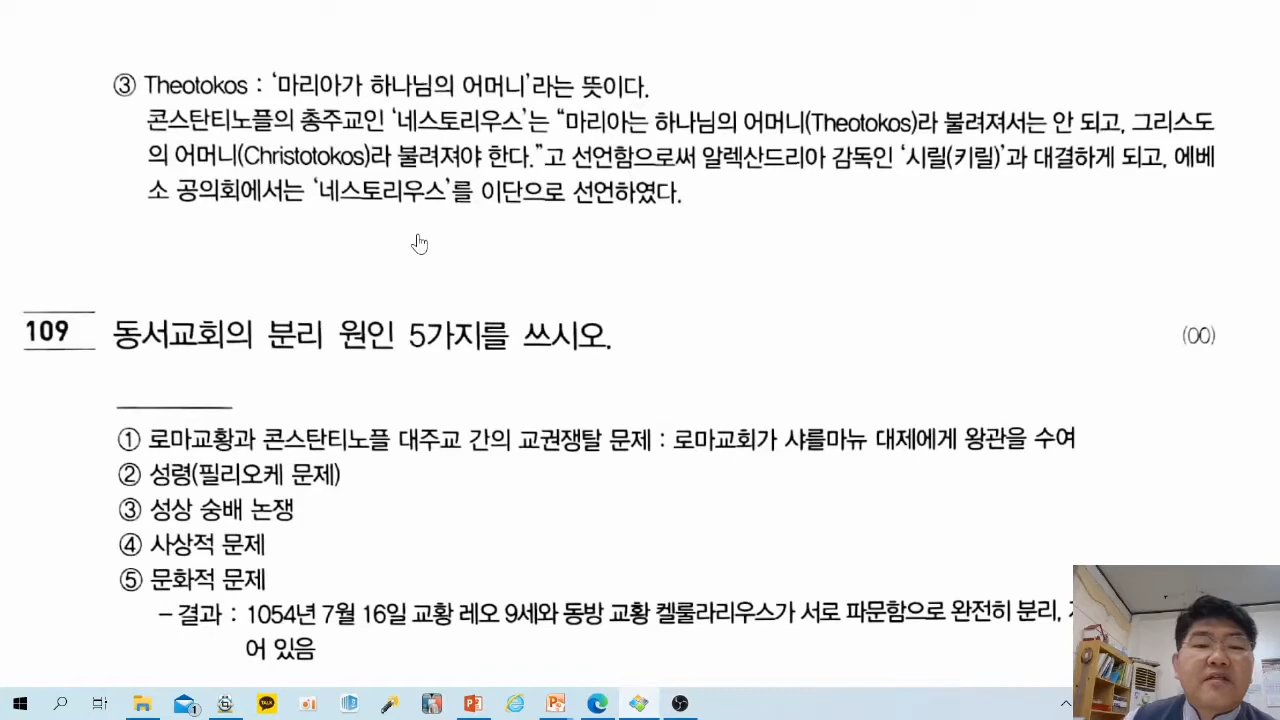 ③ Theotokos : ‘마리아가 하나님의 어머니’라는 뜻이다.
콘스탄티노플의 총주교인 ‘네스토리우스’는 “마리아는 하나님의 어머니(Theotokos)라 불려져서는 안 되고, 그리스도
의 어머니(Christotokos)라 불려져야 한다.”고 선언함으로써 알렉산드리아 감독인 ‘시릴(키릴)’과 대결하게 되고, 에베
소 공의회에서는 ‘네스토리우스’를 이단으로 선언하였다.
109 동서교회의 분리 원인 5가지를 쓰시오. (00)
① 로마교황과 콘스탄티노플 대주교 간의 교권쟁탈 문제 : 로마교회가 샤를마뉴 대제에게 왕관을 수여
② 성령(필리오케 문제)
③ 성상 숭배 논쟁
④ 사상적 문제
⑤ 문화적 문제
– 결과 : 1054년 7월 16일 교황 레오 9세와 동방 교황 켈룰라리우스가 서로 파문함으로 완전히 분리,
어 있음
TALK